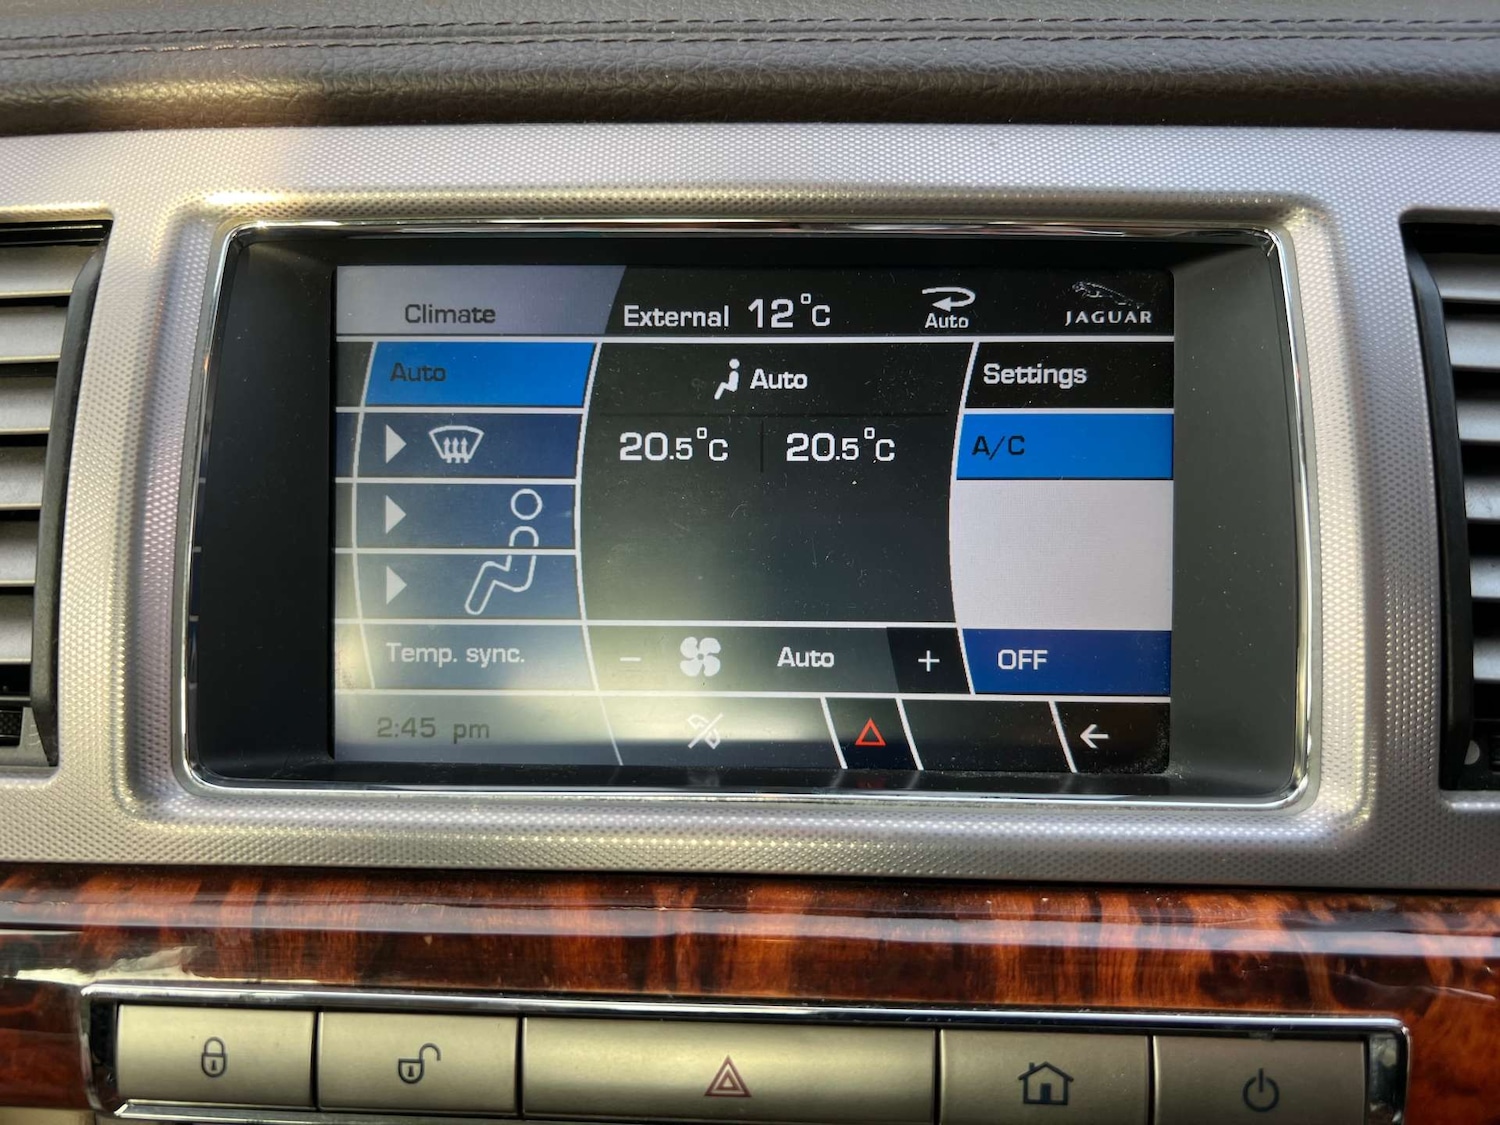 Climate
External 12°C
Auto
JAGUAR
Auto
Auto
Settings
20.5°C
20.5°C
A/C
Temp. sync.
Auto
OFF
2:45 pm